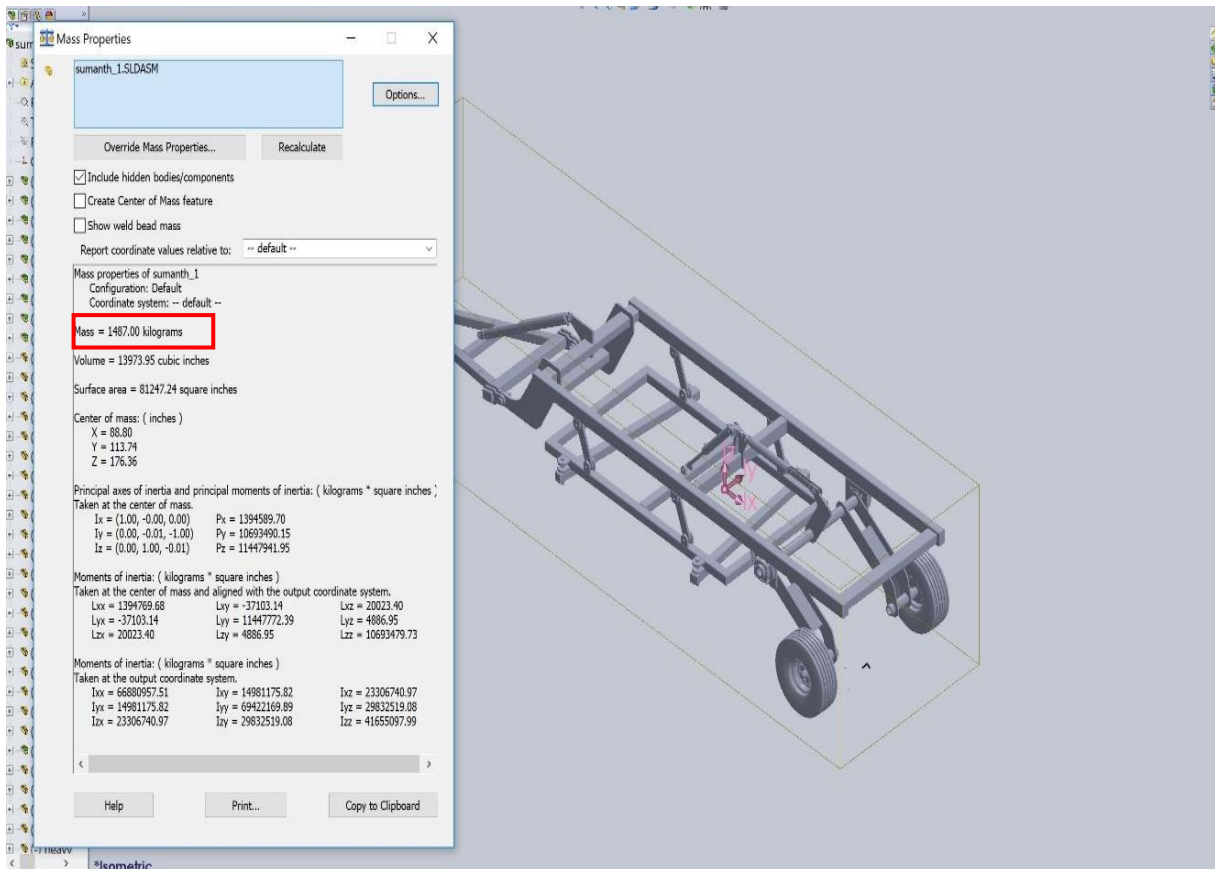 Mass Properties
sumanth_1.SLDASM
Options...
Override Mass Properties...
Recalculate
Include hidden bodies/components
Create Center of Mass feature
Show weld bead mass
Report coordinate values relative to: -- default --
Mass properties of sumanth_1
Configuration: Default
Coordinate system: -- default --
Mass = 1487.00 kilograms
Volume = 13973.95 cubic inches
Surface area = 81247.24 square inches
Center of mass: ( inches )
X = 88.80
Y = 113.74
Z = 176.36
Principal axes of inertia and principal moments of inertia: ( kilograms * square inches )
Taken at the center of mass.
Ix = (1.00, -0.00, 0.00) Px = 1394589.70
Iy = (0.00, -0.01, -1.00) Py = 10693490.15
Iz = (0.00, 1.00, -0.01) Pz = 11447941.95
Moments of inertia: ( kilograms * square inches )
Taken at the center of mass and aligned with the output coordinate system.
Lxx = 1394769.68 Lxy = -37103.14 Lxz = 20023.40
Lyx = -37103.14 Lyy = 11447772.39 Lyz = 4886.95
Lzx = 20023.40 Lzy = 4886.95 Lzz = 10693479.73
Moments of inertia: ( kilograms * square inches )
Taken at the output coordinate system.
Ixx = 66880957.51 Ixy = 14981175.82 Ixz = 23306740.97
Iyx = 14981175.82 Iyy = 69422169.89 Iyz = 29832519.08
Izx = 23306740.97 Izy = 29832519.08 Izz = 41655097.99
Help
Print...
Copy to Clipboard
*Isometric
sum
Iy
Ix